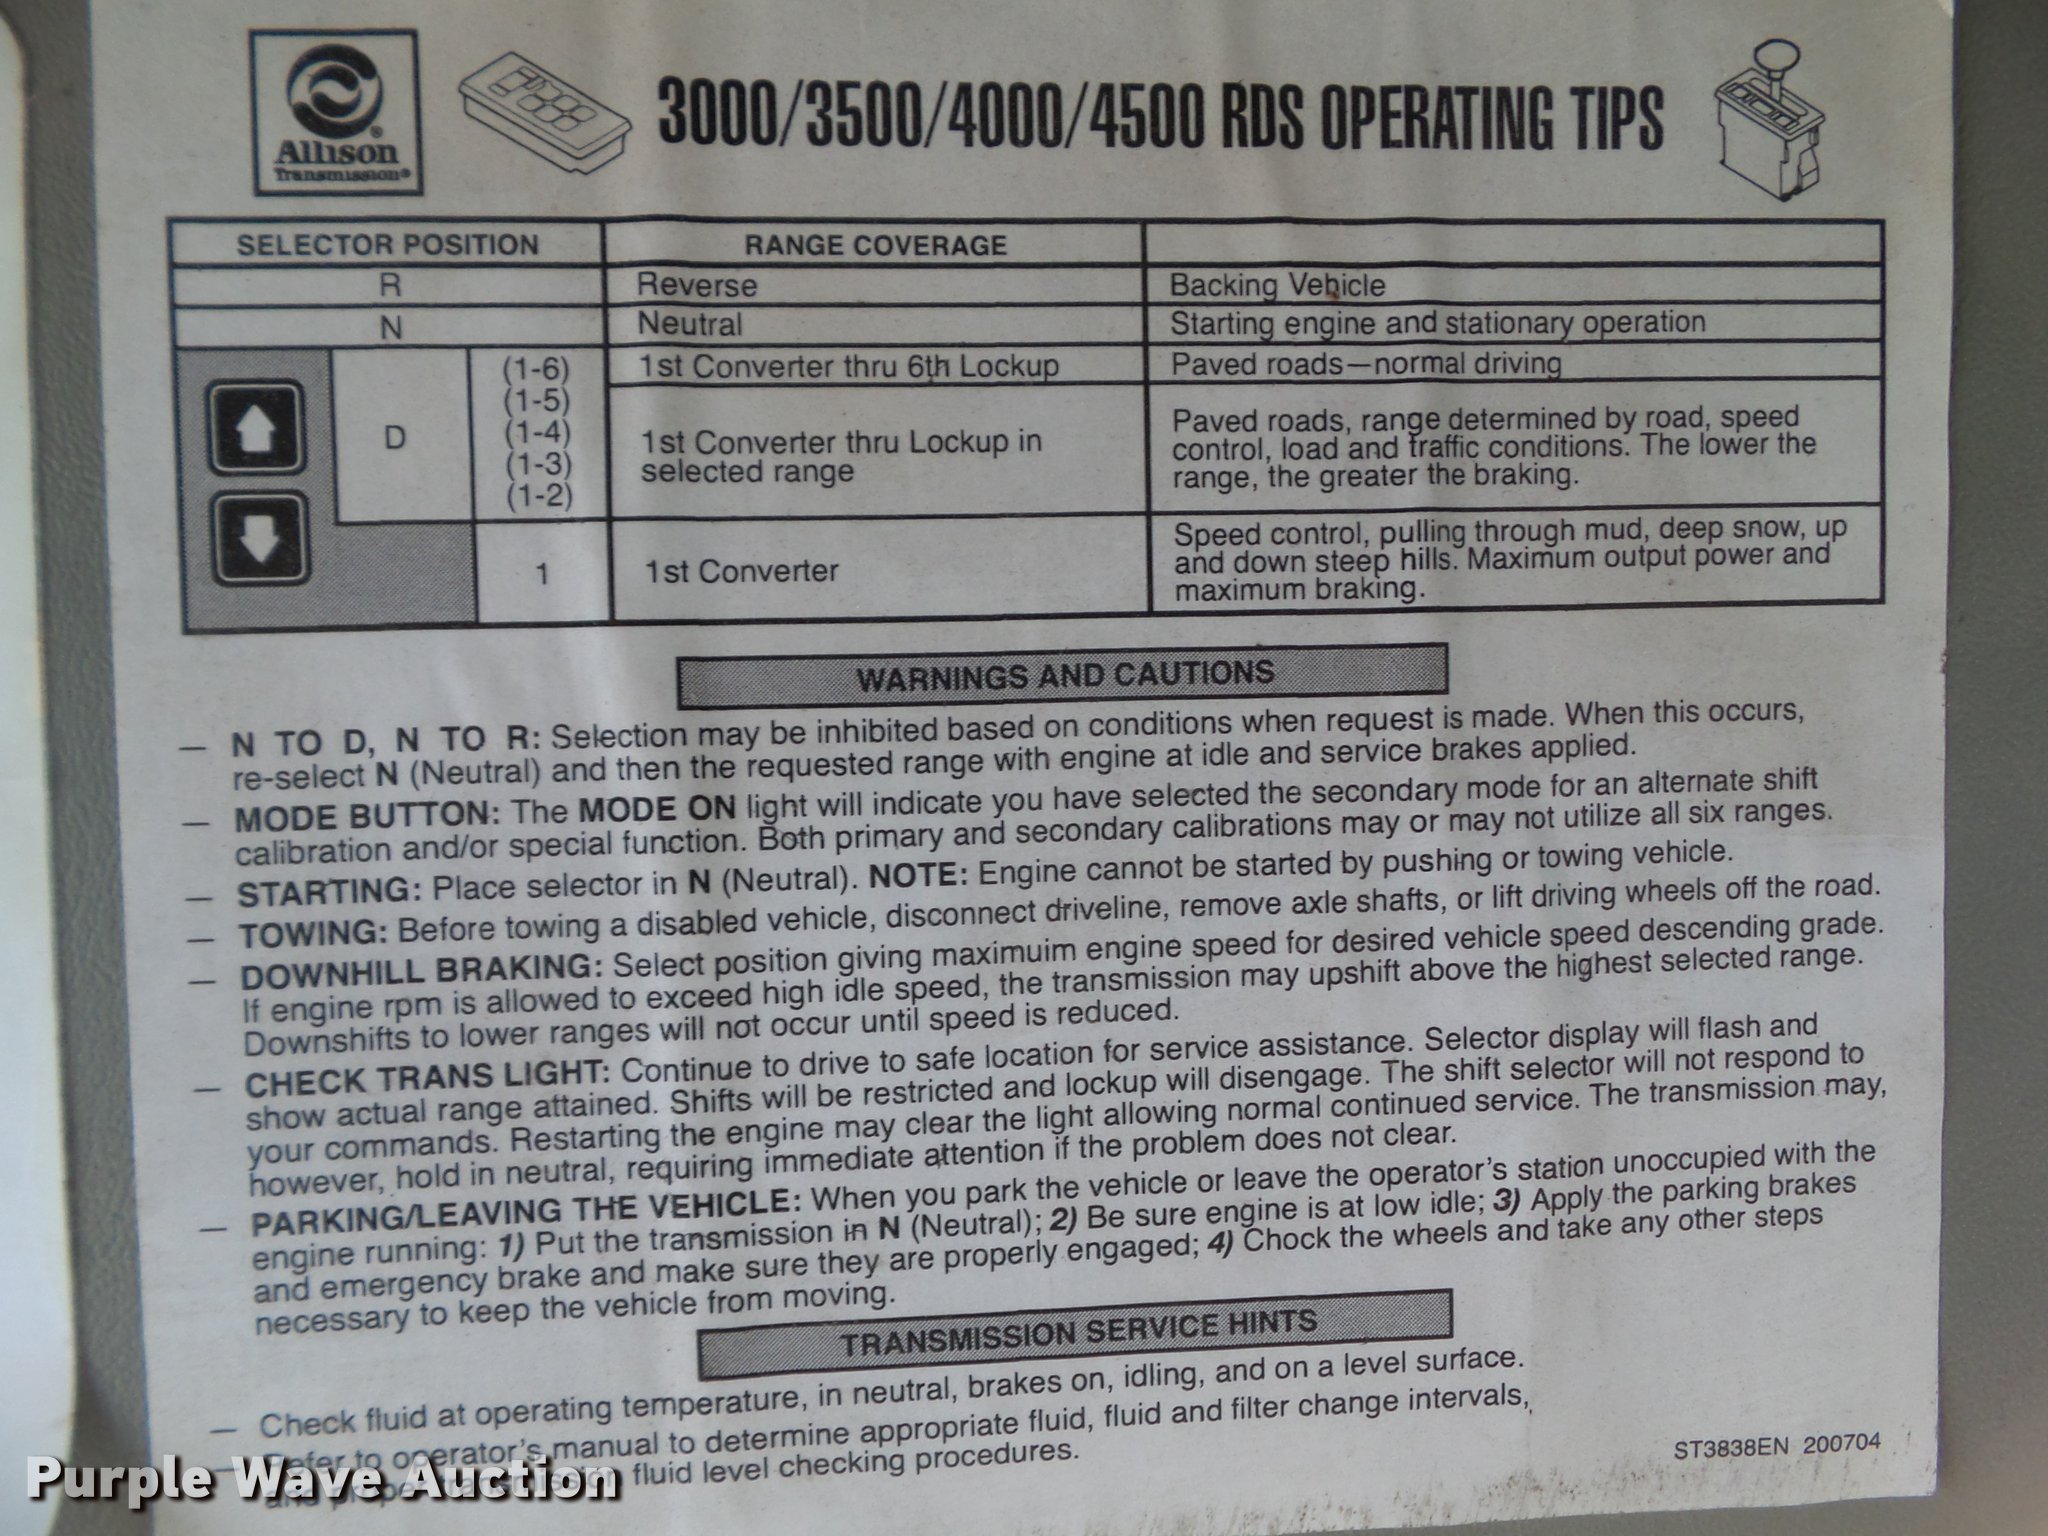 Allison
Transmission®
3000/3500/4000/4500 RDS OPERATING TIPS
SELECTOR POSITION RANGE COVERAGE
R Reverse Backing Vehicle
N Neutral Starting engine and stationary operation
D
(1-6) 1st Converter thru 6th Lockup Paved roads—normal driving
(1-5)
(1-4)
(1-3)
(1-2)
1st Converter thru Lockup in
selected range
Paved roads, range determined by road, speed
control, load and traffic conditions. The lower the
range, the greater the braking.
1 1st Converter
Speed control, pulling through mud, deep snow, up
and down steep hills. Maximum output power and
maximum braking.
WARNINGS AND CAUTIONS
— N TO D, N TO R: Selection may be inhibited based on conditions when request is made. When this occurs,
re-select N (Neutral) and then the requested range with engine at idle and service brakes applied.
— MODE BUTTON: The MODE ON light will indicate you have selected the secondary mode for an alternate shift
calibration and/or special function. Both primary and secondary calibrations may or may not utilize all six ranges.
— STARTING: Place selector in N (Neutral). NOTE: Engine cannot be started by pushing or towing vehicle.
— TOWING: Before towing a disabled vehicle, disconnect driveline, remove axle shafts, or lift driving wheels off the road.
— DOWNHILL BRAKING: Select position giving maximuim engine speed for desired vehicle speed descending grade.
If engine rpm is allowed to exceed high idle speed, the transmission may upshift above the highest selected range.
Downshifts to lower ranges will not occur until speed is reduced.
— CHECK TRANS LIGHT: Continue to drive to safe location for service assistance. Selector display will flash and
show actual range attained. Shifts will be restricted and lockup will disengage. The shift selector will not respond to
your commands. Restarting the engine may clear the light allowing normal continued service. The transmission may,
however, hold in neutral, requiring immediate attention if the problem does not clear.
— PARKING/LEAVING THE VEHICLE: When you park the vehicle or leave the operator's station unoccupied with the
engine running: 1) Put the transmission in N (Neutral); 2) Be sure engine is at low idle; 3) Apply the parking brakes
and emergency brake and make sure they are properly engaged; 4) Chock the wheels and take any other steps
necessary to keep the vehicle from moving.
TRANSMISSION SERVICE HINTS
— Check fluid at operating temperature, in neutral, brakes on, idling, and on a level surface.
— Refer to operator's manual to determine appropriate fluid, fluid and filter change intervals,
and proper transmission fluid level checking procedures.
ST3838EN 200704
Purple Wave Auction